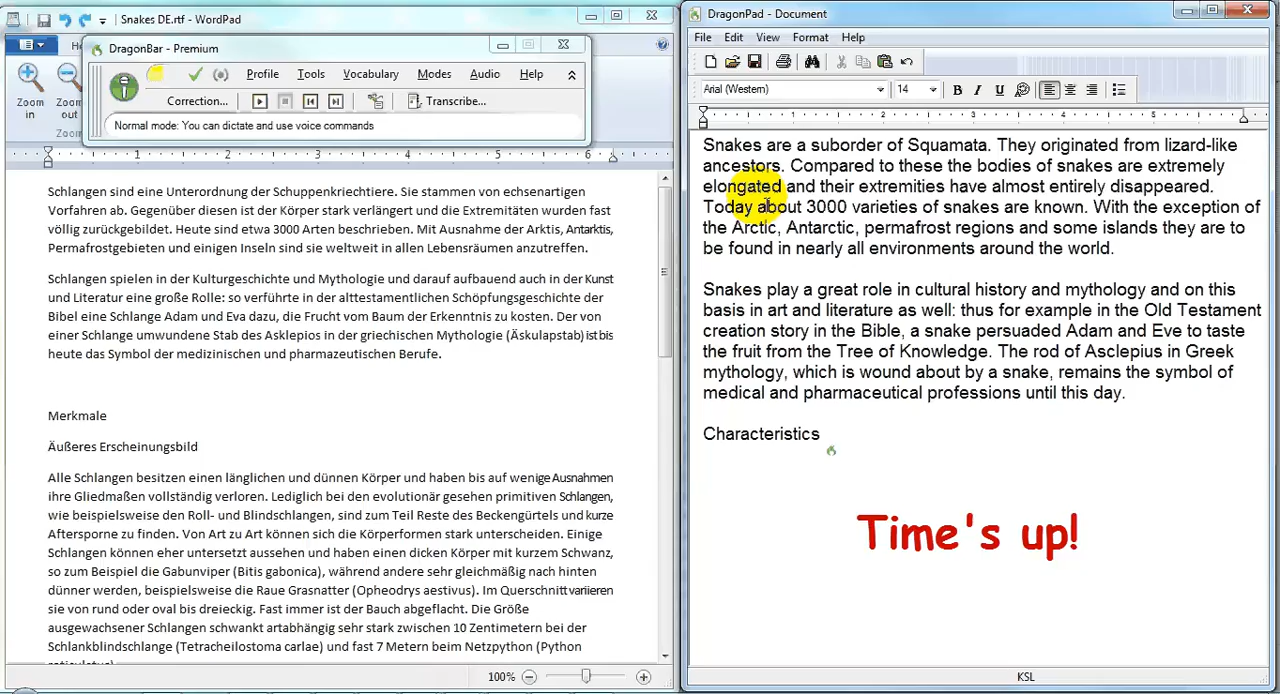 Snakes DE.rtf - WordPad
DragonBar - Premium
Profile Tools Vocabulary Modes Audio Help
Correction... Transcribe...
Normal mode: You can dictate and use voice commands
Zoom in
Zoom out
1 2 3 4 5 6
Schlangen sind eine Unterordnung der Schuppenkriechtiere. Sie stammen von echsenartigen
Vorfahren ab. Gegenüber diesen ist der Körper stark verlängert und die Extremitäten wurden fast
völlig zurückgebildet. Heute sind etwa 3000 Arten beschrieben. Mit Ausnahme der Arktis, Antarktis,
Permafrostgebieten und einigen Inseln sind sie weltweit in allen Lebensräumen anzutreffen.
Schlangen spielen in der Kulturgeschichte und Mythologie und darauf aufbauend auch in der Kunst
und Literatur eine große Rolle: so verführte in der alttestamentlichen Schöpfungsgeschichte der
Bibel eine Schlange Adam und Eva dazu, die Frucht vom Baum der Erkenntnis zu kosten. Der von
einer Schlange umwundene Stab des Asklepios in der griechischen Mythologie (Äskulapstab) ist bis
heute das Symbol der medizinischen und pharmazeutischen Berufe.
Merkmale
Äußeres Erscheinungsbild
Alle Schlangen besitzen einen länglichen und dünnen Körper und haben bis auf wenige Ausnahmen
ihre Gliedmaßen vollständig verloren. Lediglich bei den evolutionär gesehen primitiven Schlangen,
wie beispielsweise den Roll- und Blindschlangen, sind zum Teil Reste des Beckengürtels und kurze
Aftersporne zu finden. Von Art zu Art können sich die Körperformen stark unterscheiden. Einige
Schlangen können eher untersetzt aussehen und haben einen dicken Körper mit kurzem Schwanz,
so zum Beispiel die Gabunviper (Bitis gabonica), während andere sehr gleichmäßig nach hinten
dünner werden, beispielsweise die Raue Grasnatter (Opheodrys aestivus). Im Querschnitt variieren
sie von rund oder oval bis dreieckig. Fast immer ist der Bauch abgeflacht. Die Größe
ausgewachsener Schlangen schwankt artabhängig sehr stark zwischen 10 Zentimetern bei der
Schlankblindschlange (Tetracheilostoma carlae) und fast 7 Metern beim Netzpython (Python
100%
DragonPad - Document
File Edit View Format Help
Arial (Western) 14 B I U
1 2 3 4 5
Snakes are a suborder of Squamata. They originated from lizard-like
ancestors. Compared to these the bodies of snakes are extremely
elongated and their extremities have almost entirely disappeared.
Today about 3000 varieties of snakes are known. With the exception of
the Arctic, Antarctic, permafrost regions and some islands they are to
be found in nearly all environments around the world.
Snakes play a great role in cultural history and mythology and on this
basis in art and literature as well: thus for example in the Old Testament
creation story in the Bible, a snake persuaded Adam and Eve to taste
the fruit from the Tree of Knowledge. The rod of Asclepius in Greek
mythology, which is wound about by a snake, remains the symbol of
medical and pharmaceutical professions until this day.
Characteristics
Time's up!
KSL